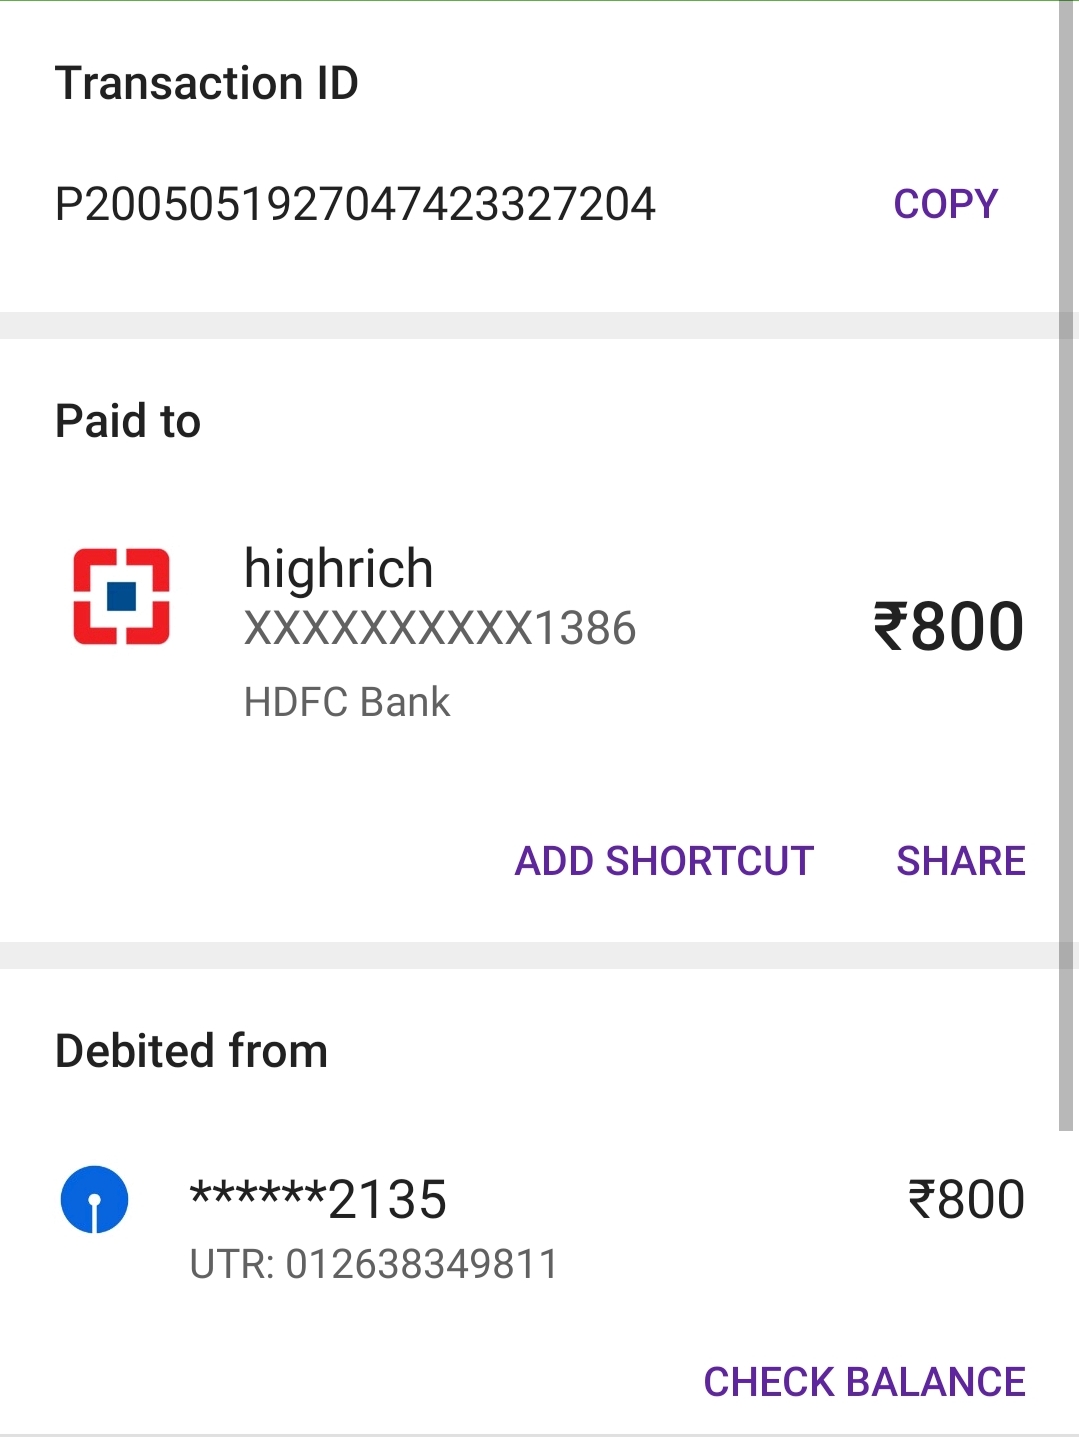 Transaction ID
P2005051927047423327204 COPY
Paid to
highrich
XXXXXXXXXX1386
₹800
HDFC Bank
ADD SHORTCUT SHARE
Debited from
******2135 ₹800
UTR: 012638349811
CHECK BALANCE